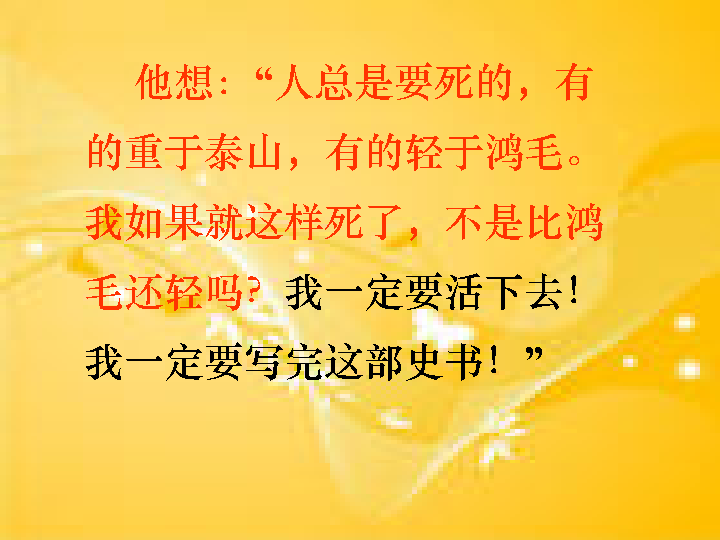 他想：“人总是要死的，有
的重于泰山，有的轻于鸿毛。
我如果就这样死了，不是比鸿
毛还轻吗？我一定要活下去！
我一定要写完这部史书！”